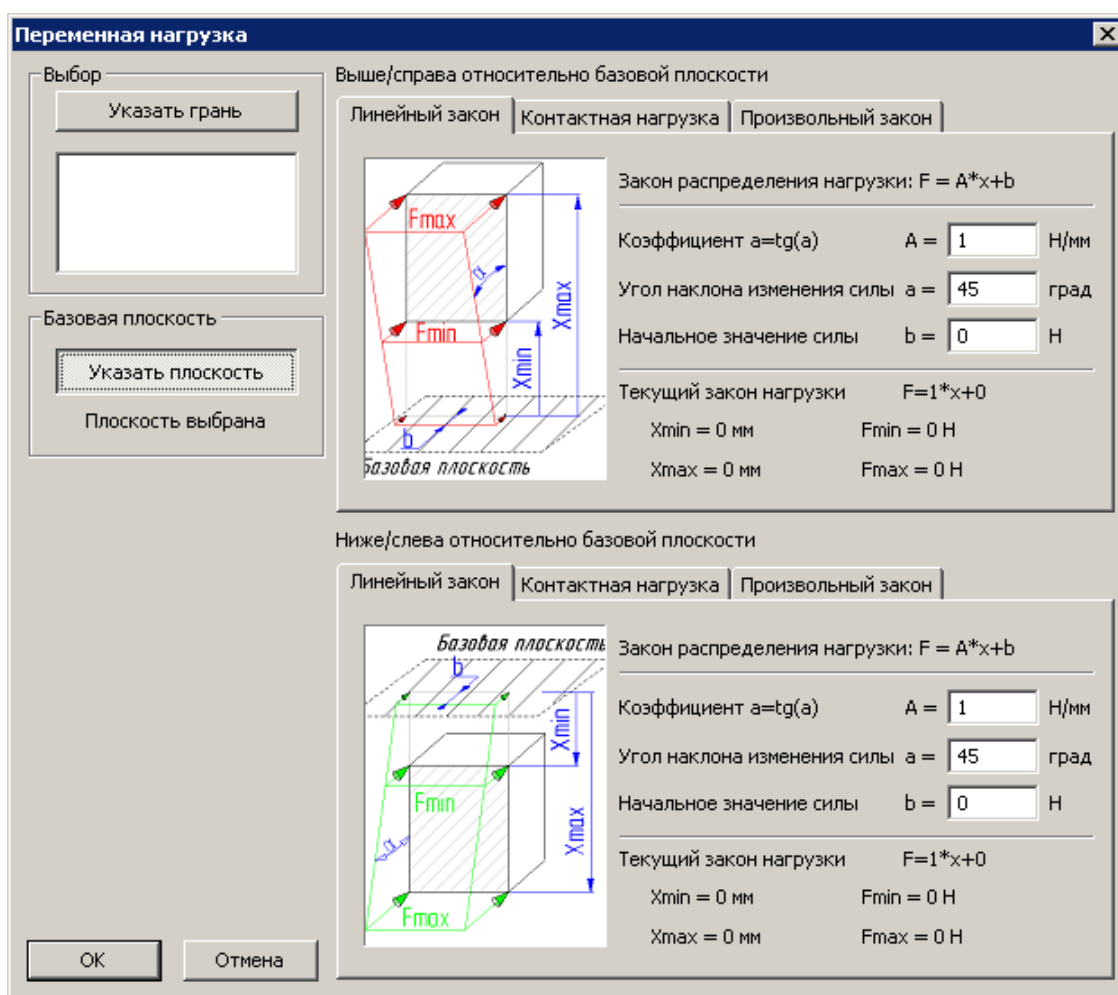 Переменная нагрузка
Выбор
Указать грань
Базовая плоскость
Указать плоскость
Плоскость выбрана
Выше/справа относительно базовой плоскости
Линейный закон Контактная нагрузка Произвольный закон
Fmax
α
Fmin
Xmin
Xmax
b
Базовая плоскость
Закон распределения нагрузки: F = A*x+b
Коэффициент a=tg(a) A = 1 Н/мм
Угол наклона изменения силы a = 45 град
Начальное значение силы b = 0 Н
Текущий закон нагрузки F=1*x+0
Xmin = 0 мм Fmin = 0 Н
Xmax = 0 мм Fmax = 0 Н
Ниже/слева относительно базовой плоскости
Линейный закон Контактная нагрузка Произвольный закон
Базовая плоскость
b
Xmin
Fmin
Xmax
α
Fmax
Закон распределения нагрузки: F = A*x+b
Коэффициент a=tg(a) A = 1 Н/мм
Угол наклона изменения силы a = 45 град
Начальное значение силы b = 0 Н
Текущий закон нагрузки F=1*x+0
Xmin = 0 мм Fmin = 0 Н
Xmax = 0 мм Fmax = 0 Н
OK Отмена